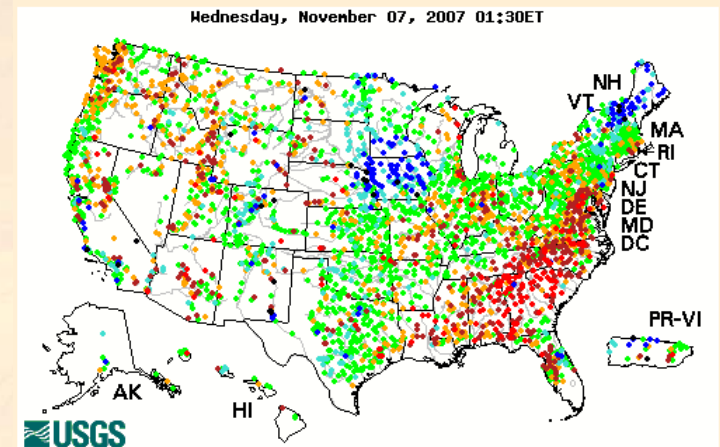 Wednesday, November 07, 2007 01:30ET
NH
VT
MA
RI
CT
NJ
DE
MD
DC
PR-VI
AK
HI
USGS